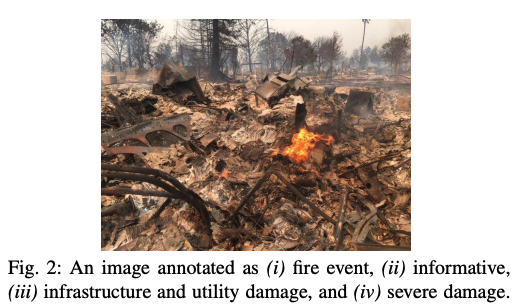 Fig. 2: An image annotated as (i) fire event, (ii) informative,
(iii) infrastructure and utility damage, and (iv) severe damage.